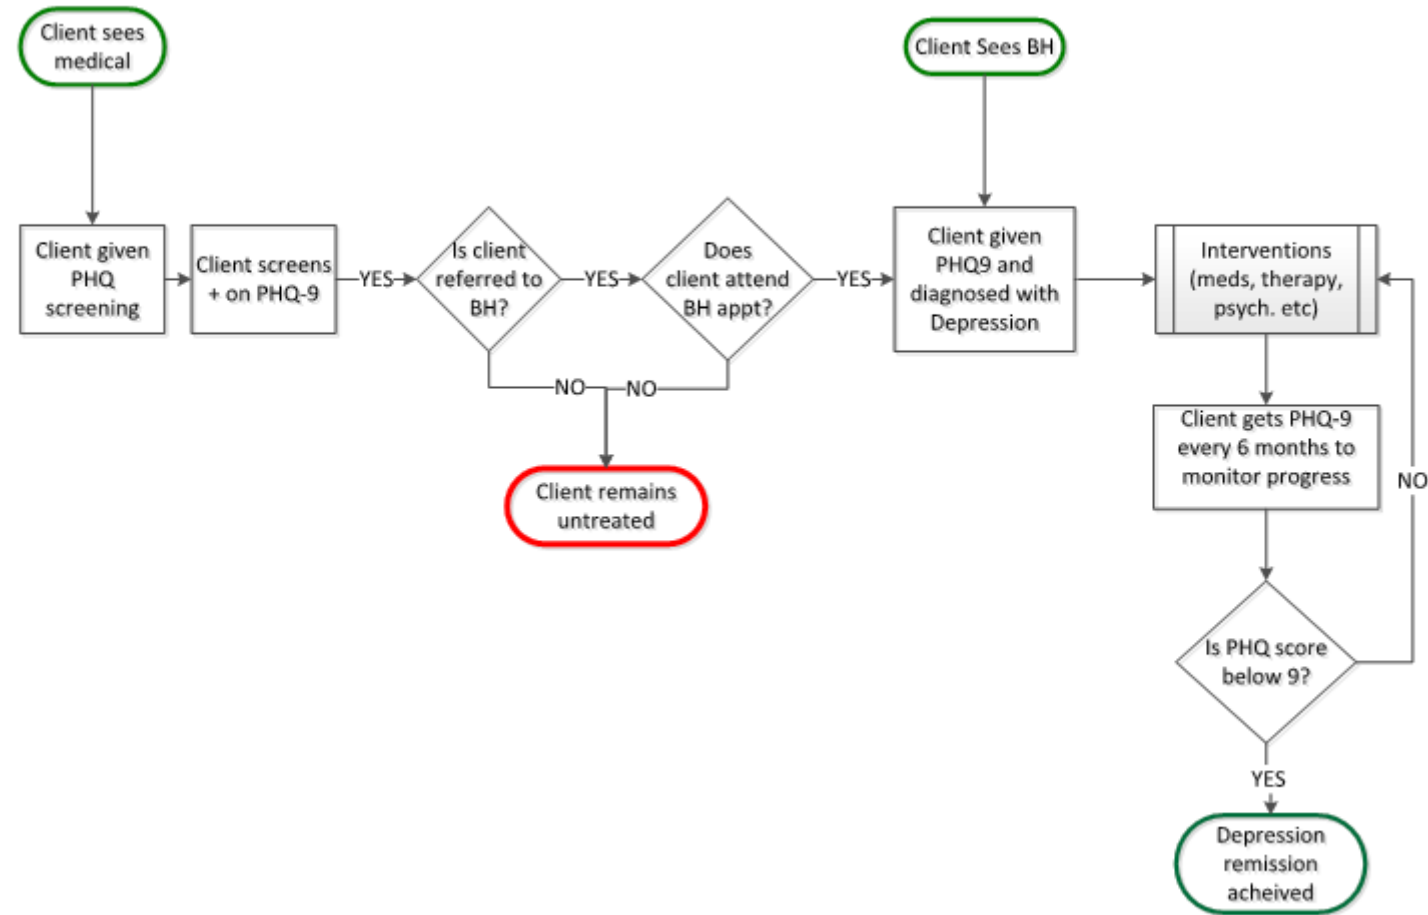 Client sees
medical
Client Sees BH
Client given
PHQ
screening
Client screens
+ on PHQ-9
YES
Is client
referred to
BH?
YES
Does
client attend
BH appt?
YES
Client given
PHQ9 and
diagnosed with
Depression
Interventions
(meds, therapy,
psych. etc)
NO
NO
Client remains
untreated
Client gets PHQ-9
every 6 months to
monitor progress
NO
Is PHQ score
below 9?
YES
Depression
remission
acheived